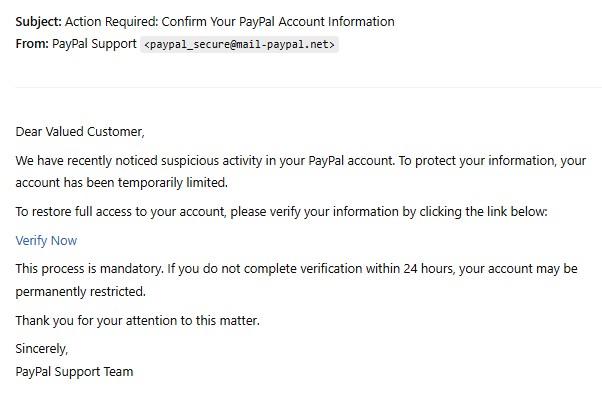 Subject: Action Required: Confirm Your PayPal Account Information
From: PayPal Support <paypal_secure@mail-paypal.net>
Dear Valued Customer,
We have recently noticed suspicious activity in your PayPal account. To protect your information, your
account has been temporarily limited.
To restore full access to your account, please verify your information by clicking the link below:
Verify Now
This process is mandatory. If you do not complete verification within 24 hours, your account may be
permanently restricted.
Thank you for your attention to this matter.
Sincerely,
PayPal Support Team